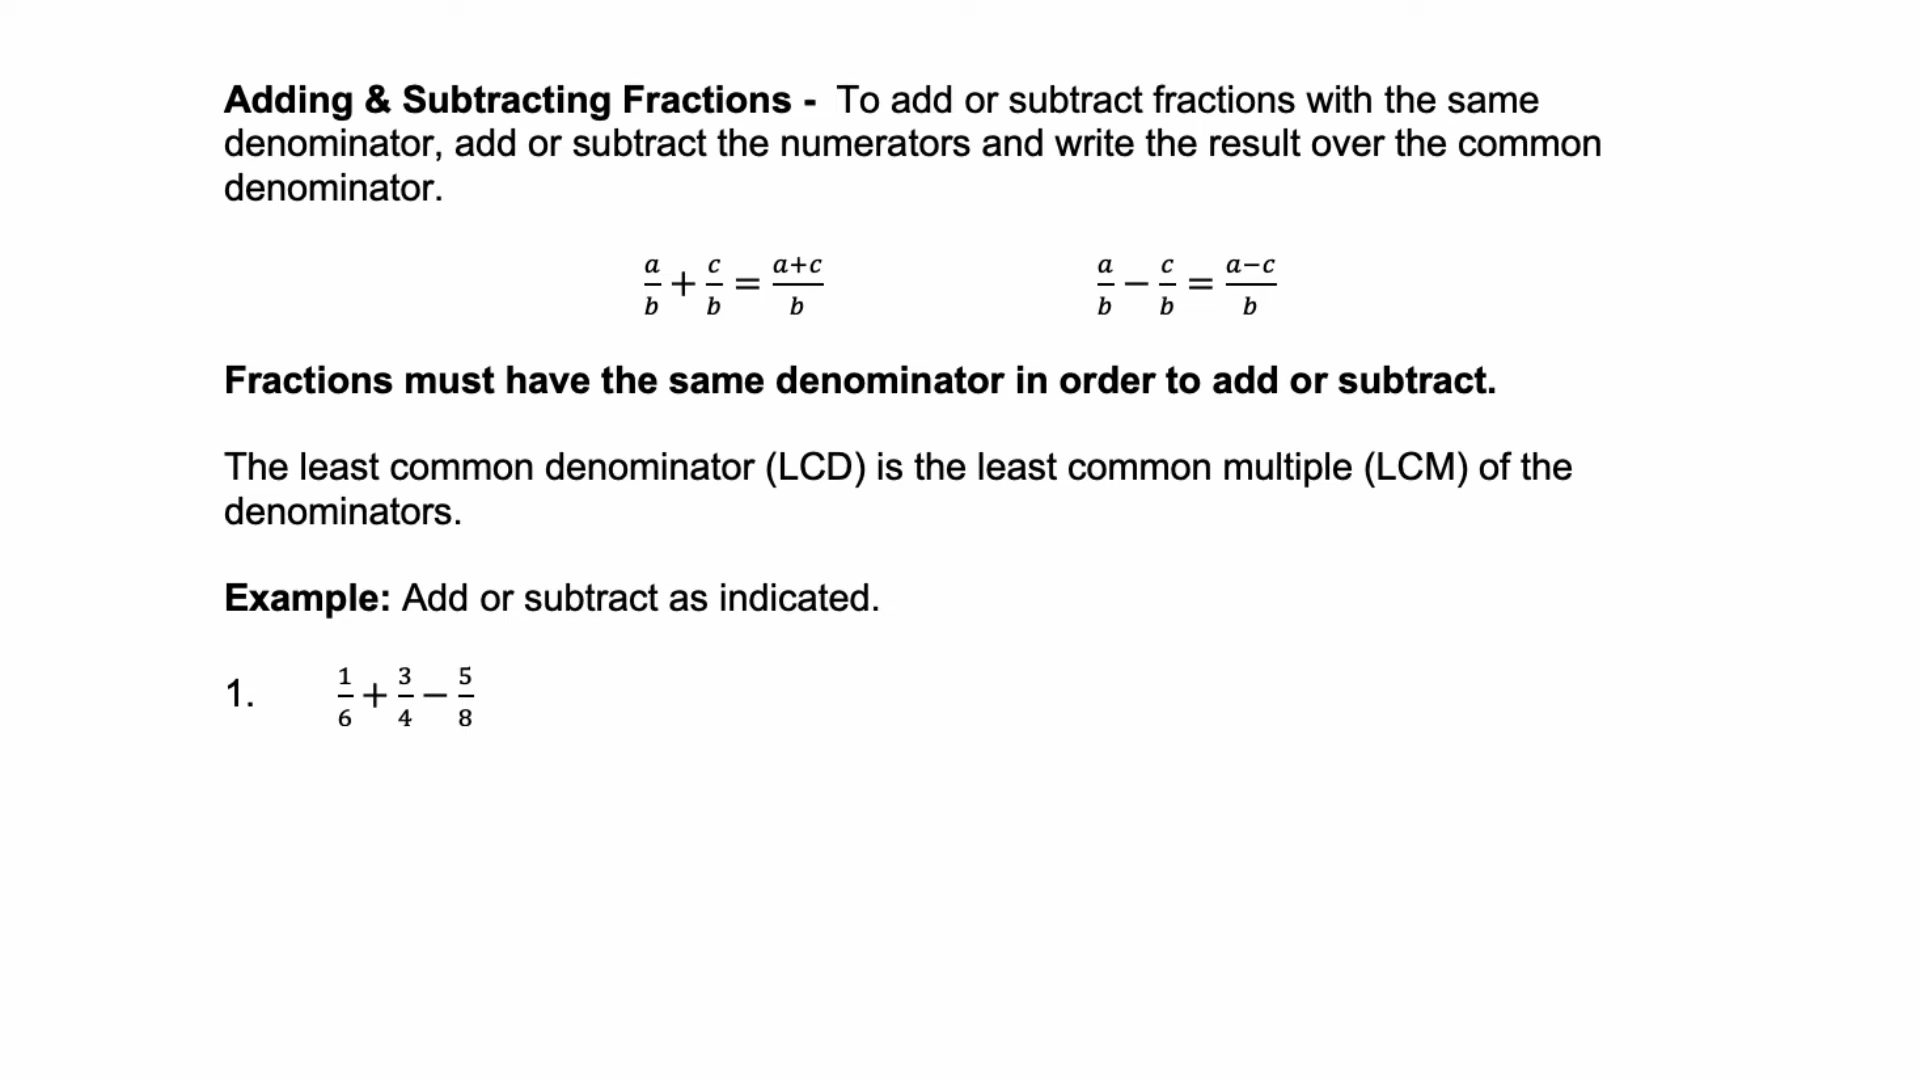 Adding & Subtracting Fractions - To add or subtract fractions with the same
denominator, add or subtract the numerators and write the result over the common
denominator.
a/b + c/b = a+c/b    a/b − c/b = a−c/b
Fractions must have the same denominator in order to add or subtract.
The least common denominator (LCD) is the least common multiple (LCM) of the
denominators.
Example: Add or subtract as indicated.
1. 1/6 + 3/4 − 5/8